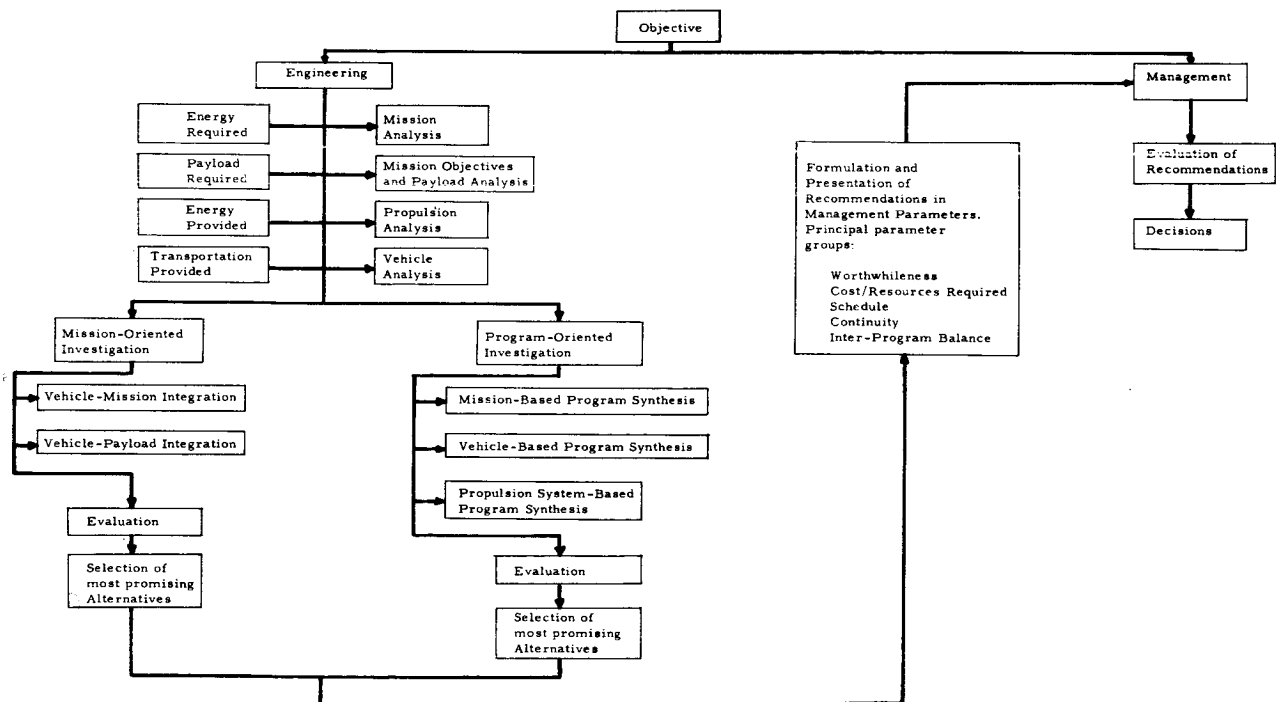 Objective
Engineering
Management
Energy
Required
Mission
Analysis
Payload
Required
Mission Objectives
and Payload Analysis
Energy
Provided
Propulsion
Analysis
Transportation
Provided
Vehicle
Analysis
Formulation and
Presentation of
Recommendations in
Management Parameters.
Principal parameter
groups:
Worthwhileness
Cost/Resources Required
Schedule
Continuity
Inter-Program Balance
Evaluation of
Recommendations
Decisions
Mission-Oriented
Investigation
Vehicle-Mission Integration
Vehicle-Payload Integration
Evaluation
Selection of
most promising
Alternatives
Program-Oriented
Investigation
Mission-Based Program Synthesis
Vehicle-Based Program Synthesis
Propulsion System-Based
Program Synthesis
Evaluation
Selection of
most promising
Alternatives